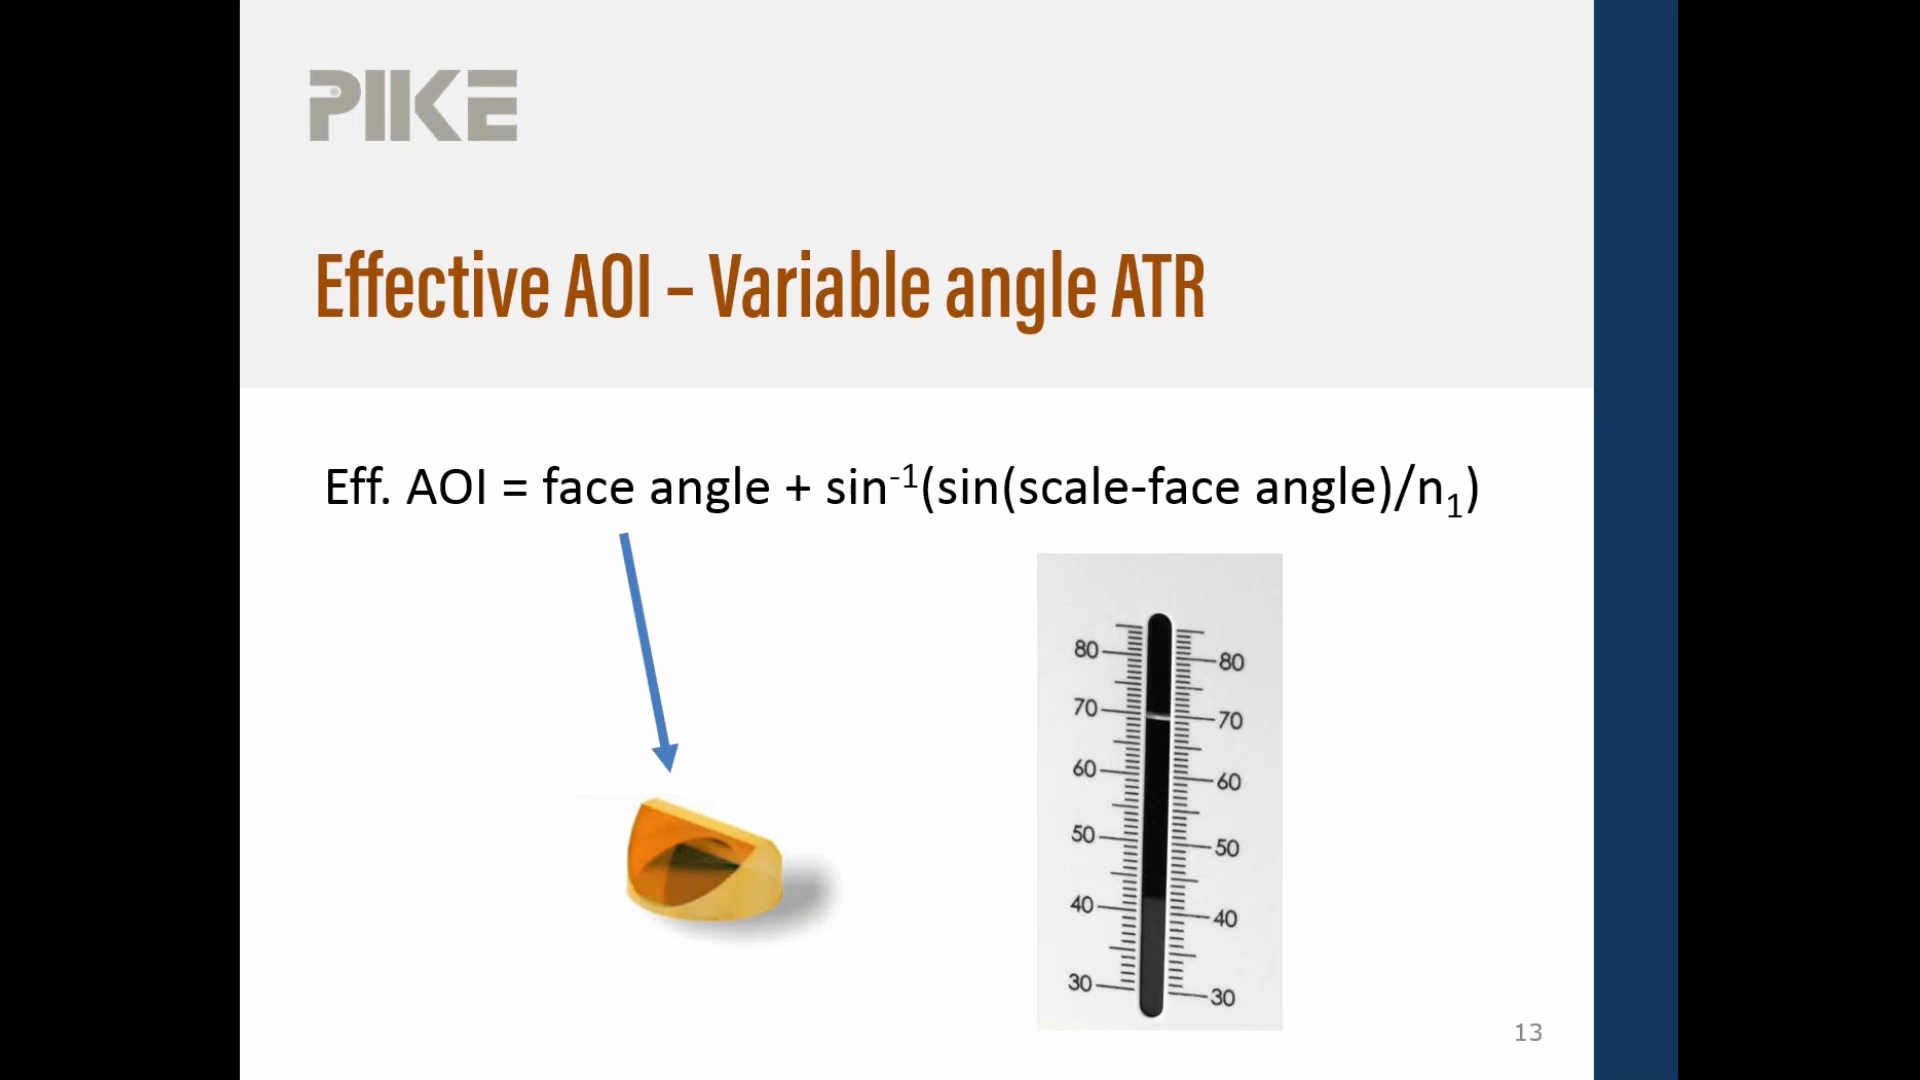 PIKE
Effective AOI – Variable angle ATR
Eff. AOI = face angle + sin⁻¹(sin(scale-face angle)/n₁)
80 80
70 70
60 60
50 50
40 40
30 30
13